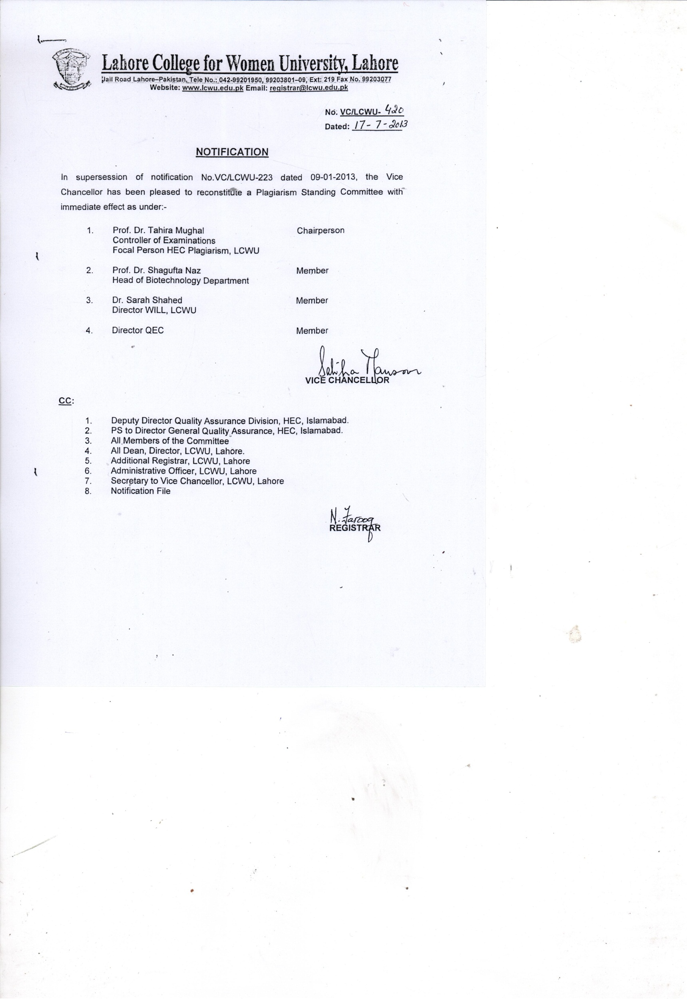 Lahore College for Women University, Lahore
Jail Road Lahore–Pakistan, Tele No.: 042-99201950, 99203801–09, Ext: 219 Fax No. 99203077
Website: www.lcwu.edu.pk Email: registrar@lcwu.edu.pk
No. VC/LCWU- 420
Dated: 17-7-2013
NOTIFICATION
In supersession of notification No.VC/LCWU-223 dated 09-01-2013, the Vice
Chancellor has been pleased to reconstitute a Plagiarism Standing Committee with
immediate effect as under:-
1. Prof. Dr. Tahira Mughal Chairperson
Controller of Examinations
Focal Person HEC Plagiarism, LCWU
2. Prof. Dr. Shagufta Naz Member
Head of Biotechnology Department
3. Dr. Sarah Shahed Member
Director WILL, LCWU
4. Director QEC Member
Sabiha Mansoor
VICE CHANCELLOR
CC:
1. Deputy Director Quality Assurance Division, HEC, Islamabad.
2. PS to Director General Quality Assurance, HEC, Islamabad.
3. All Members of the Committee
4. All Dean, Director, LCWU, Lahore.
5. Additional Registrar, LCWU, Lahore
6. Administrative Officer, LCWU, Lahore
7. Secretary to Vice Chancellor, LCWU, Lahore
8. Notification File
N. Farooq
REGISTRAR